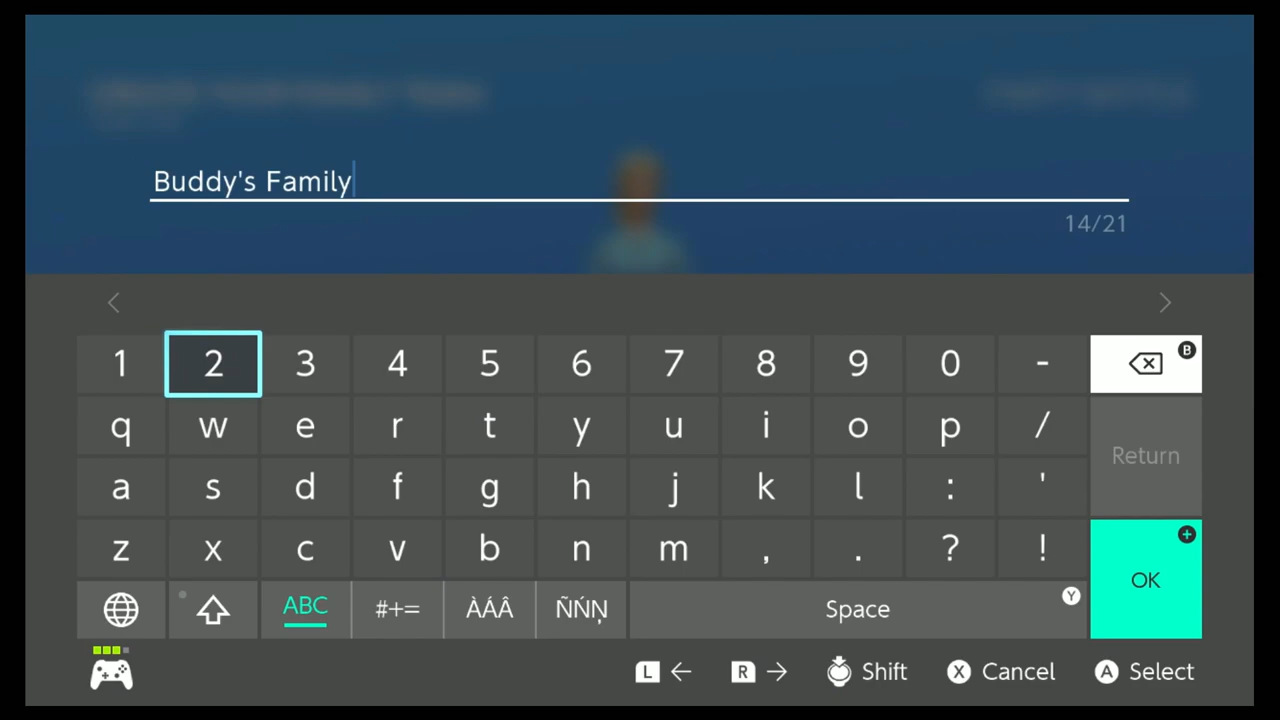 Buddy's Family
14/21
1 2 3 4 5 6 7 8 9 0 - B
q w e r t y u i o p / Return
a s d f g h j k l : '
z x c v b n m , . ? ! + OK
ABC #+= ÀÁÂ ÑŃŅ Space Y
L ← R → Shift X Cancel A Select